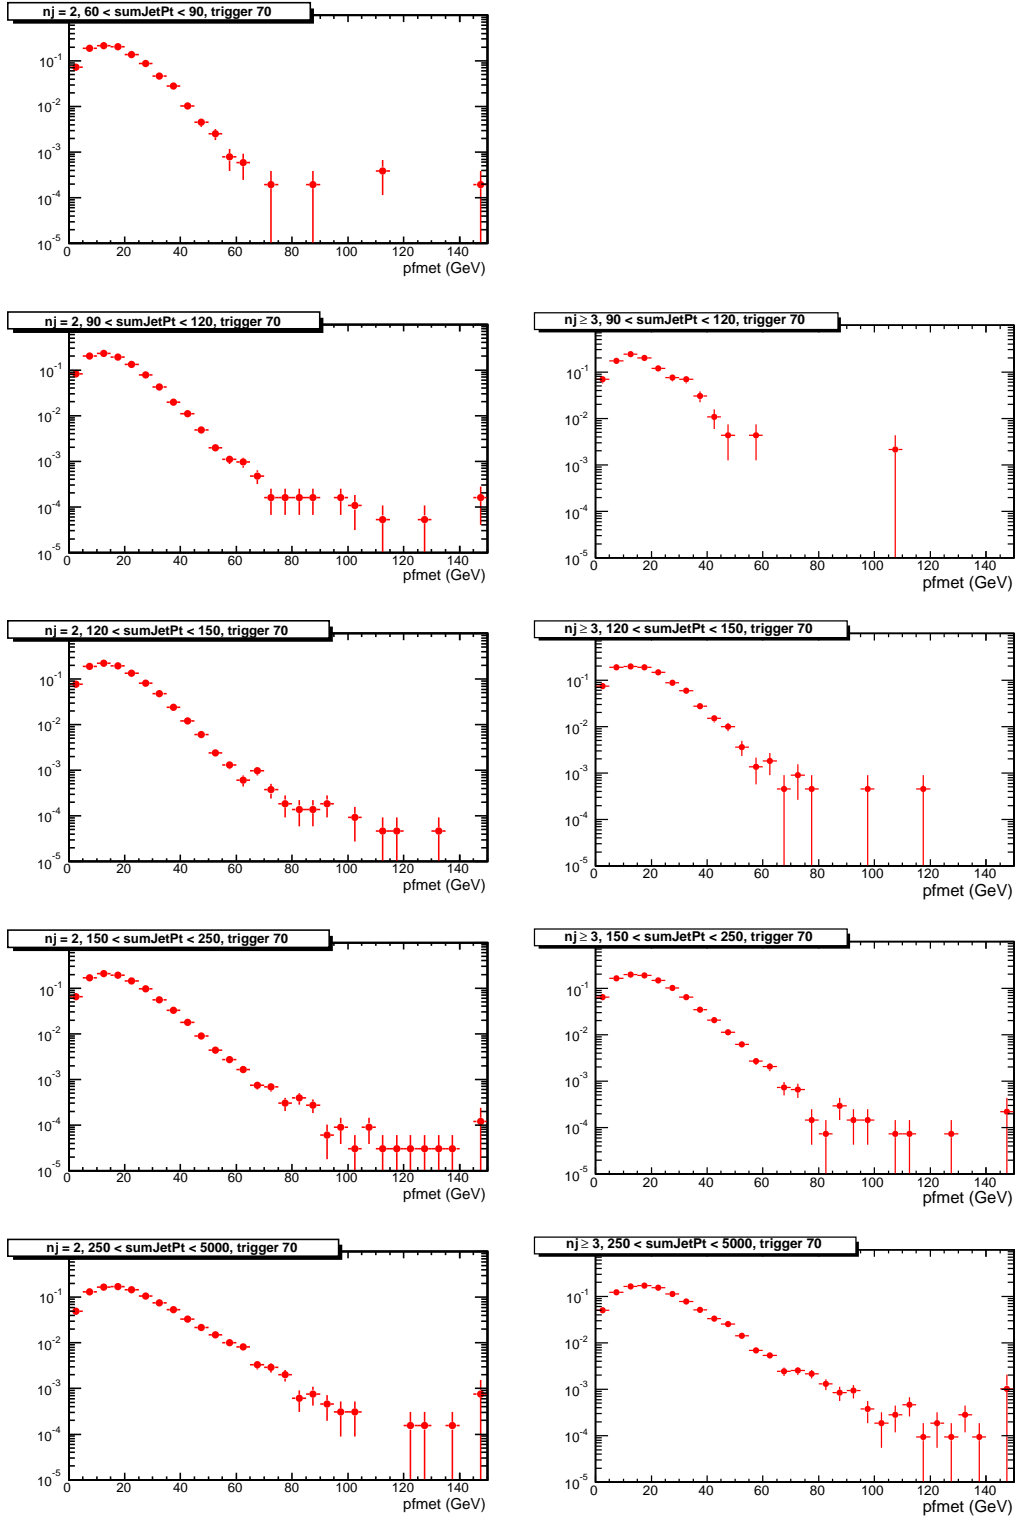 nj = 2, 60 < sumJetPt < 90, trigger 70
10^-1
10^-2
10^-3
10^-4
10^-5
0 20 40 60 80 100 120 140
pfmet (GeV)
nj = 2, 90 < sumJetPt < 120, trigger 70
10^-1
10^-2
10^-3
10^-4
10^-5
0 20 40 60 80 100 120 140
pfmet (GeV)
nj ≥ 3, 90 < sumJetPt < 120, trigger 70
10^-1
10^-2
10^-3
10^-4
10^-5
0 20 40 60 80 100 120 140
pfmet (GeV)
nj = 2, 120 < sumJetPt < 150, trigger 70
10^-1
10^-2
10^-3
10^-4
10^-5
0 20 40 60 80 100 120 140
pfmet (GeV)
nj ≥ 3, 120 < sumJetPt < 150, trigger 70
10^-1
10^-2
10^-3
10^-4
10^-5
0 20 40 60 80 100 120 140
pfmet (GeV)
nj = 2, 150 < sumJetPt < 250, trigger 70
10^-1
10^-2
10^-3
10^-4
10^-5
0 20 40 60 80 100 120 140
pfmet (GeV)
nj ≥ 3, 150 < sumJetPt < 250, trigger 70
10^-1
10^-2
10^-3
10^-4
10^-5
0 20 40 60 80 100 120 140
pfmet (GeV)
nj = 2, 250 < sumJetPt < 5000, trigger 70
10^-1
10^-2
10^-3
10^-4
10^-5
0 20 40 60 80 100 120 140
pfmet (GeV)
nj ≥ 3, 250 < sumJetPt < 5000, trigger 70
10^-1
10^-2
10^-3
10^-4
10^-5
0 20 40 60 80 100 120 140
pfmet (GeV)